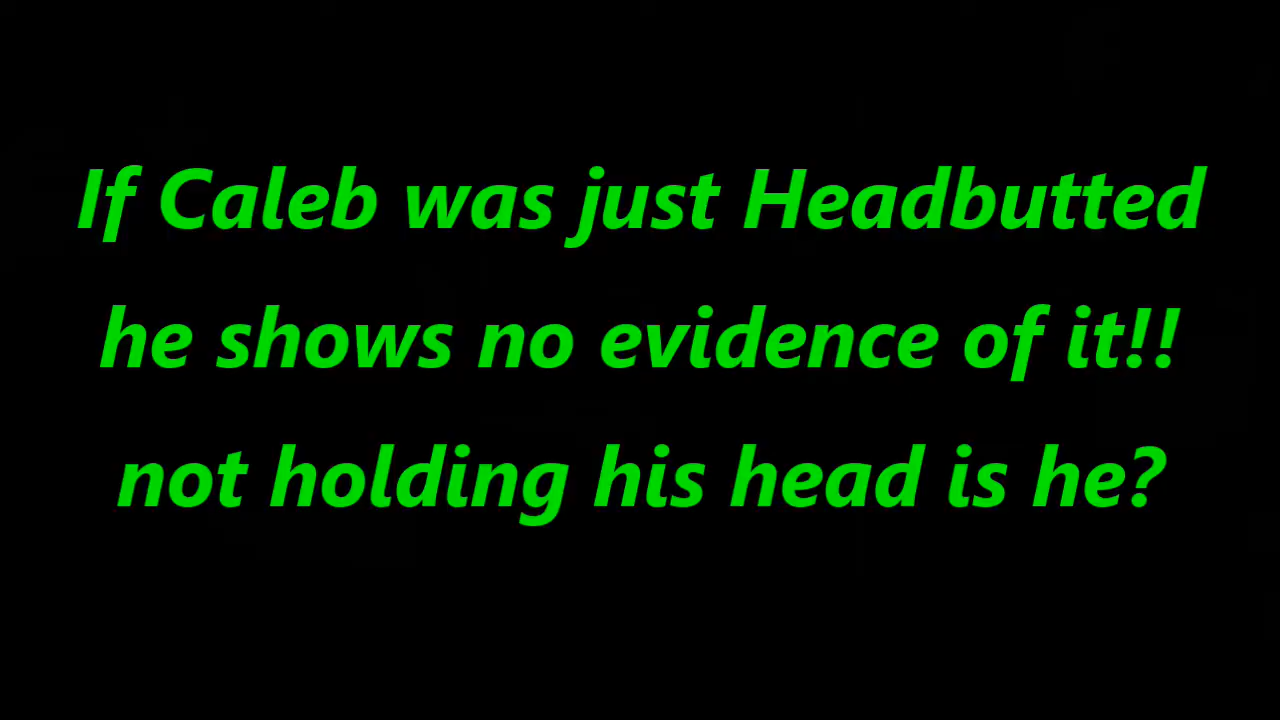 If Caleb was just Headbutted
he shows no evidence of it!!
not holding his head is he?